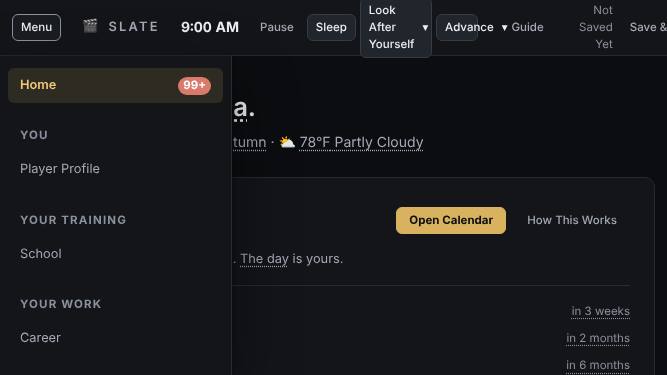 Menu 🎬 SLATE 9:00 AM Pause Sleep Look After Yourself ▾ Advance ▾ Guide Not Saved Yet Save &
Home 99+
a.
YOU
tumn · ⛅ 78°F Partly Cloudy
Player Profile
YOUR TRAINING
Open Calendar How This Works
School
. The day is yours.
YOUR WORK
in 3 weeks
Career
in 2 months
in 6 months